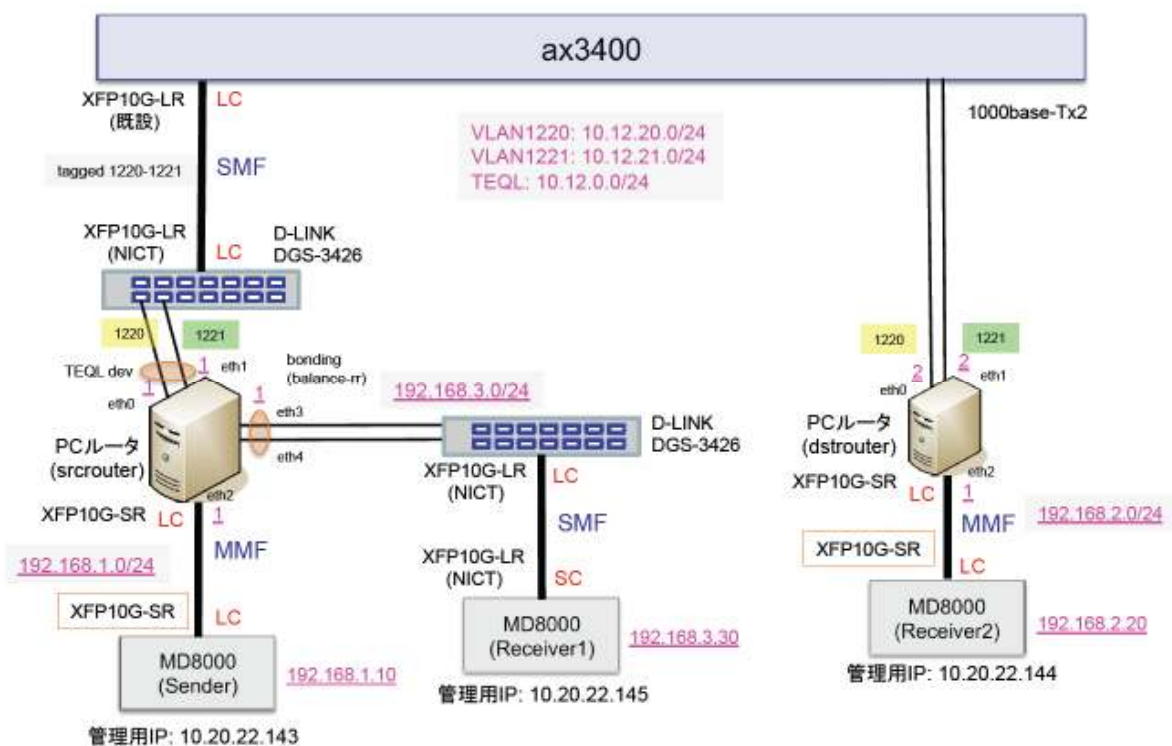 ax3400
XFP10G-LR
(既設)
LC
1000base-Tx2
VLAN1220: 10.12.20.0/24
VLAN1221: 10.12.21.0/24
TEQL: 10.12.0.0/24
tagged 1220-1221
SMF
XFP10G-LR
(NICT)
LC
D-LINK
DGS-3426
1220
1221
TEQL dev
1
1
eth1
eth0
bonding
(balance-rr)
1
eth3
eth4
192.168.3.0/24
PCルータ
(srcrouter)
eth2
XFP10G-SR
LC
1
MMF
192.168.1.0/24
XFP10G-SR
LC
MD8000
(Sender)
192.168.1.10
管理用IP: 10.20.22.143
D-LINK
DGS-3426
XFP10G-LR
(NICT)
LC
SMF
XFP10G-LR
(NICT)
SC
MD8000
(Receiver1)
192.168.3.30
管理用IP: 10.20.22.145
1220
1221
2
2
eth0
eth1
PCルータ
(dstrouter)
eth2
XFP10G-SR
LC
1
MMF
192.168.2.0/24
XFP10G-SR
LC
MD8000
(Receiver2)
192.168.2.20
管理用IP: 10.20.22.144